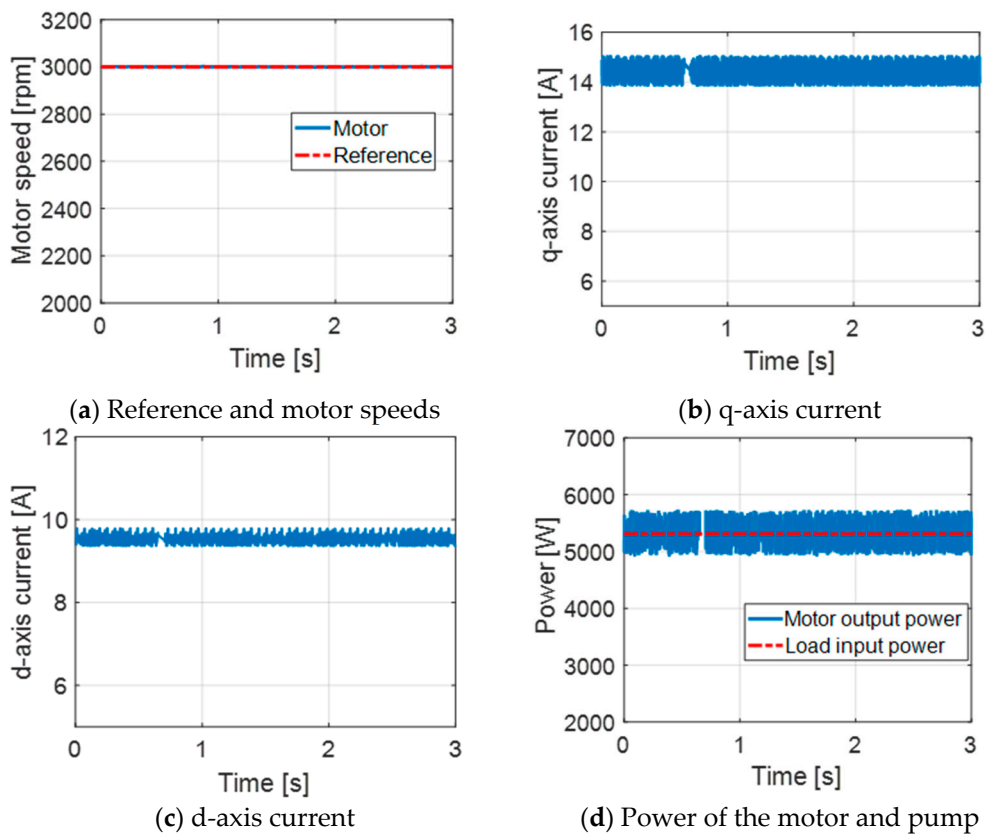 3200
3000
2800
2600
2400
2200
2000
Motor speed [rpm]
Motor
Reference
0 1 2 3
Time [s]
(a) Reference and motor speeds
16
14
12
10
8
6
q-axis current [A]
0 1 2 3
Time [s]
(b) q-axis current
12
10
8
6
d-axis current [A]
0 1 2 3
Time [s]
(c) d-axis current
7000
6000
5000
4000
3000
2000
Power [W]
Motor output power
Load input power
0 1 2 3
Time [s]
(d) Power of the motor and pump